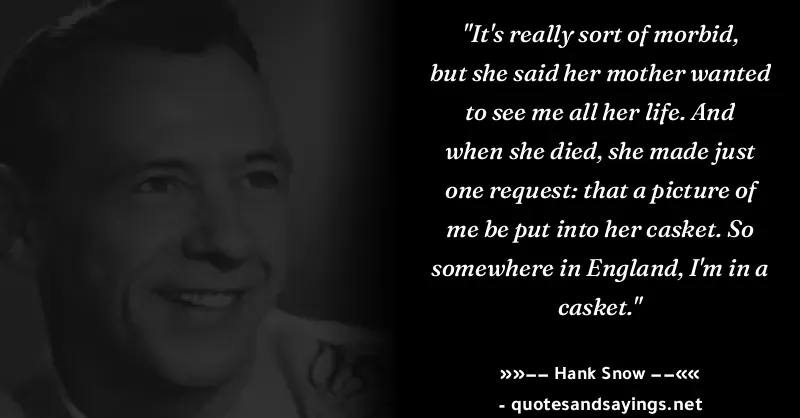 "It's really sort of morbid,
but she said her mother wanted
to see me all her life. And
when she died, she made just
one request: that a picture of
me be put into her casket. So
somewhere in England, I'm in a
casket."
»»−− Hank Snow −−««
- quotesandsayings.net